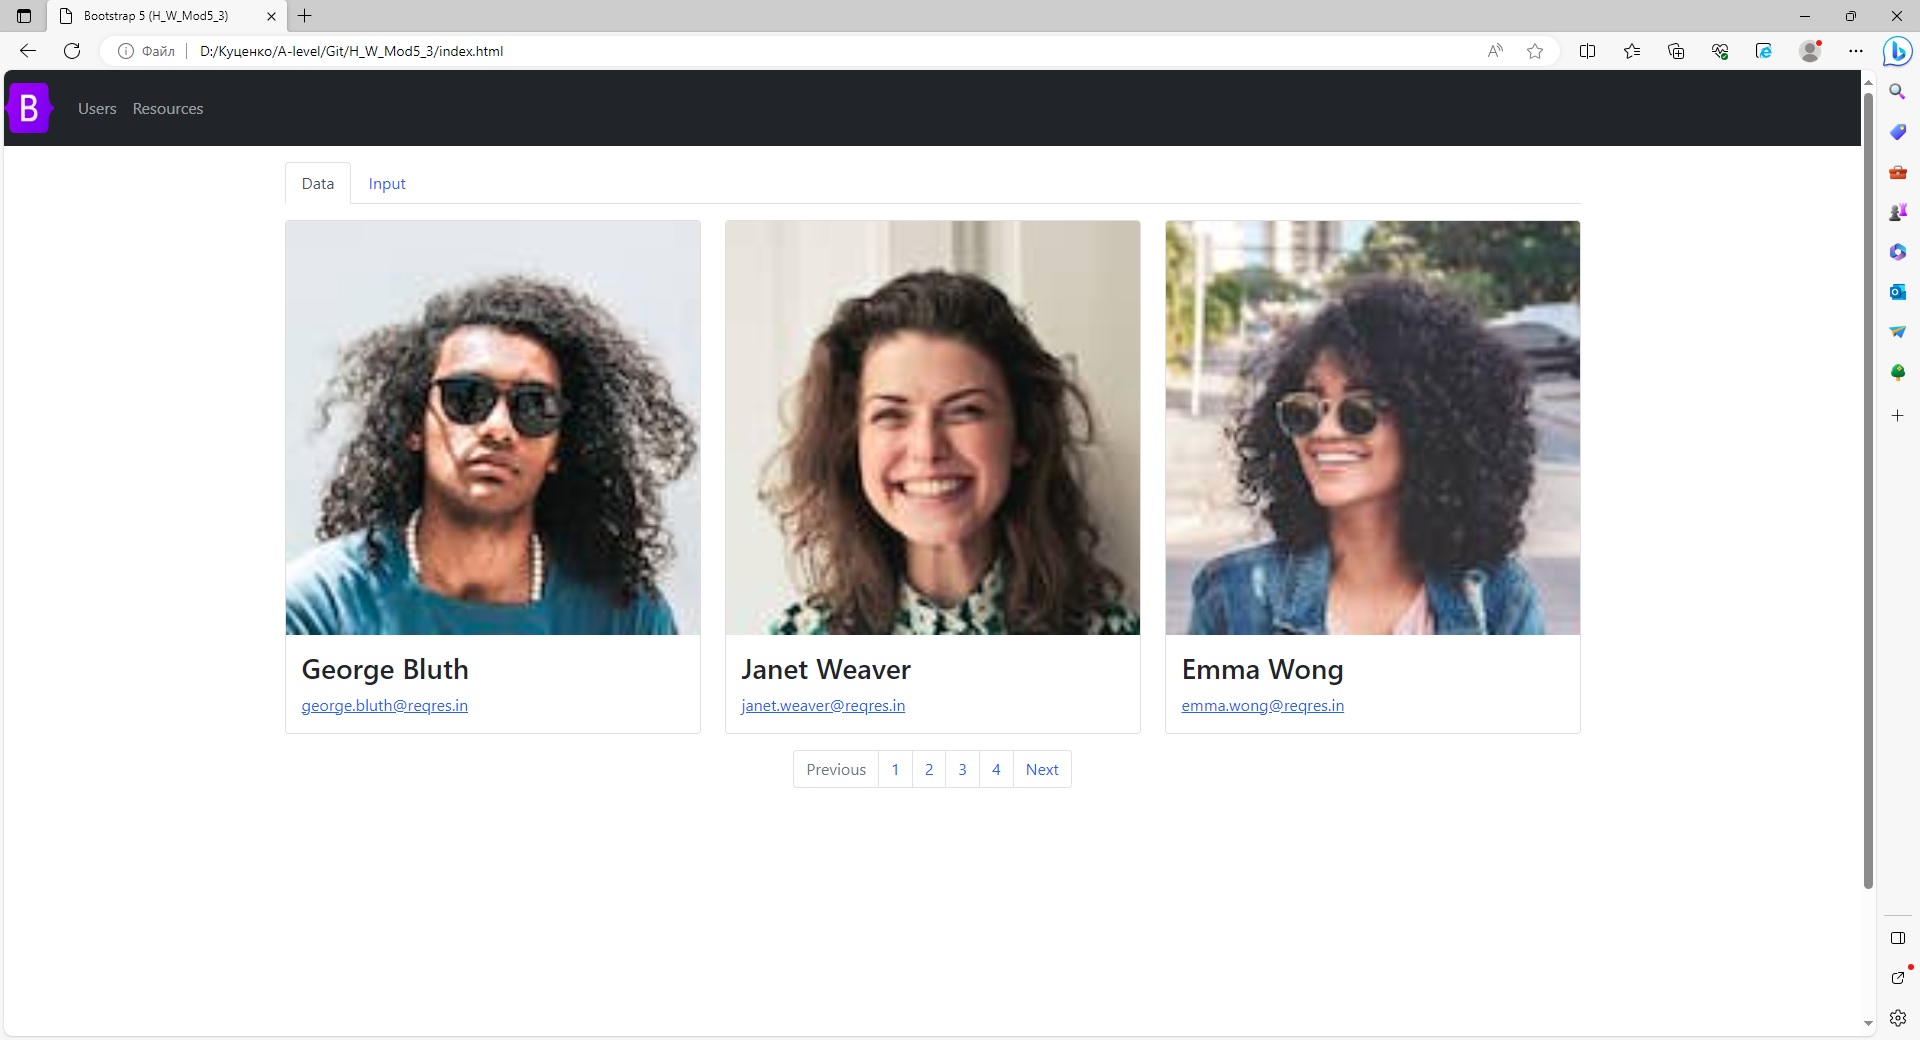 Bootstrap 5 (H_W_Mod5_3)
Файл D:/Куценко/A-level/Git/H_W_Mod5_3/index.html
B Users Resources
Data Input
George Bluth Janet Weaver Emma Wong
george.bluth@reqres.in janet.weaver@reqres.in emma.wong@reqres.in
Previous 1 2 3 4 Next